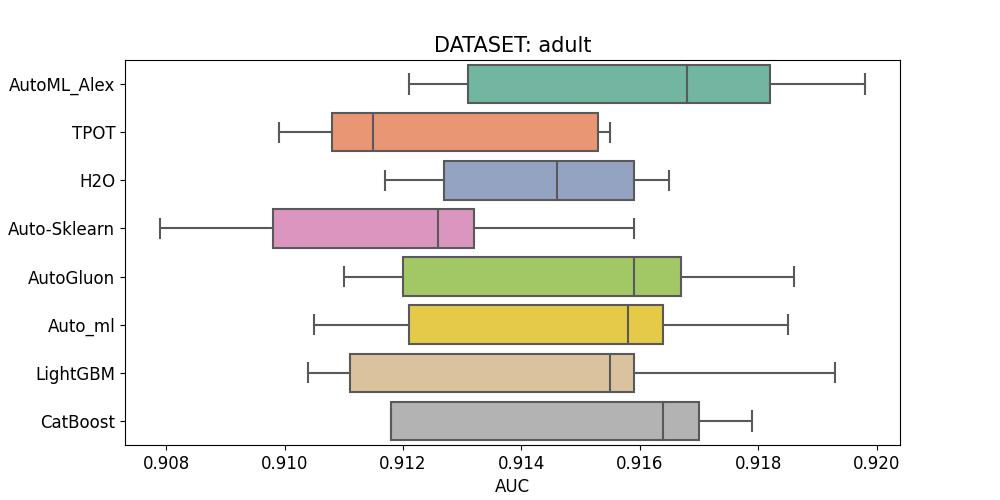 DATASET: adult
AutoML_Alex
TPOT
H2O
Auto-Sklearn
AutoGluon
Auto_ml
LightGBM
CatBoost
0.908 0.910 0.912 0.914 0.916 0.918 0.920
AUC